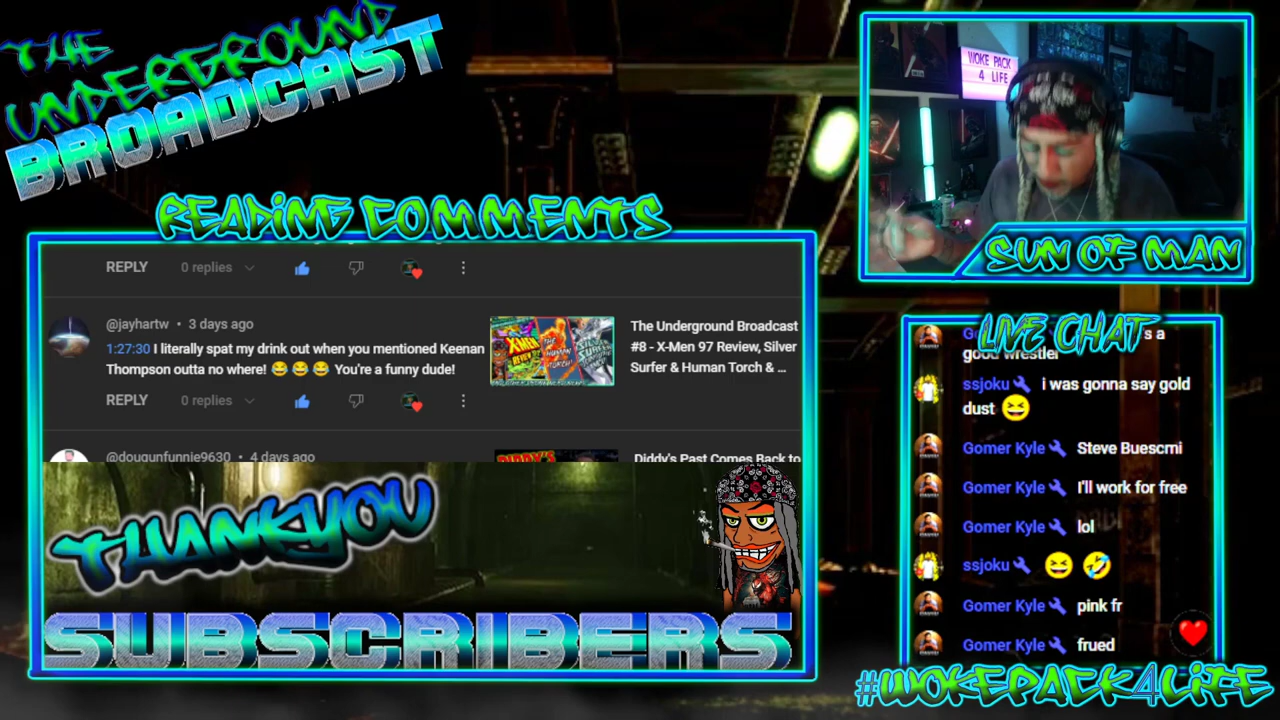 THE
UNDERGROUND
BROADCAST
WOKE PACK
4 LIFE
READING COMMENTS
SUN OF MAN
REPLY 0 replies
@jayhartw • 3 days ago
1:27:30 I literally spat my drink out when you mentioned Keenan
Thompson outta no where! 😂 😂 😂 You're a funny dude!
REPLY 0 replies
The Underground Broadcast
#8 - X-Men 97 Review, Silver
Surfer & Human Torch & ...
@dougunfunnie9630 • 4 days ago
DIDDY'S
Diddy's Past Comes Back to
THANKYOU
SUBSCRIBERS
LIVE CHAT
s a
good wrestler
ssjoku i was gonna say gold
dust 😆
Gomer Kyle Steve Buescmi
Gomer Kyle I'll work for free
Gomer Kyle lol
ssjoku 😆 🤣
Gomer Kyle pink fr
Gomer Kyle frued
#WOKEPACK4LIFE